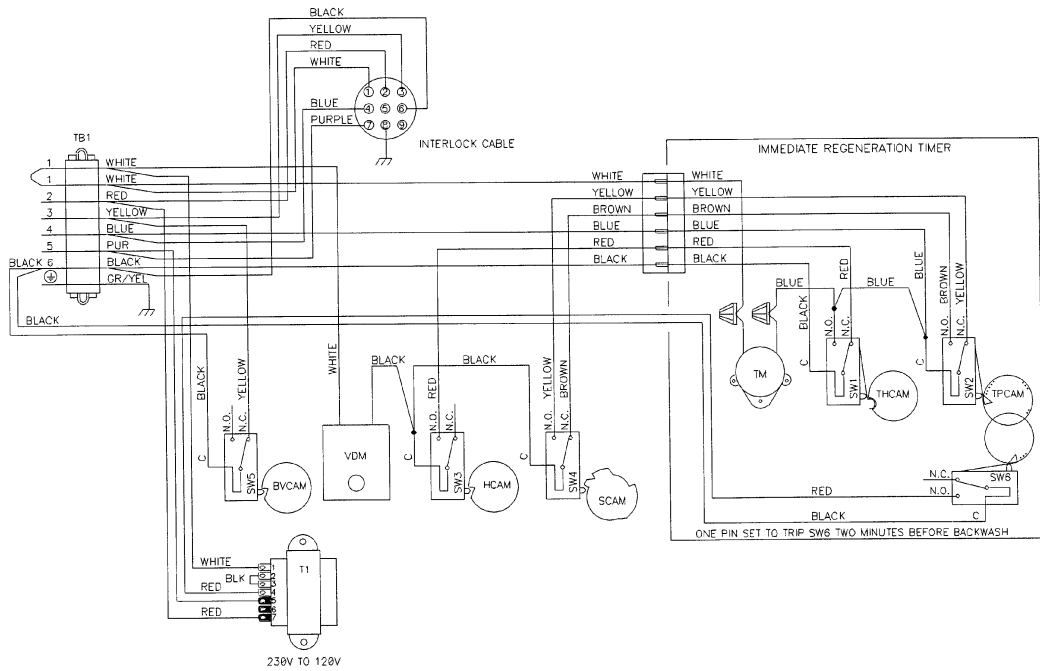 BLACK
YELLOW
RED
WHITE
1 2 3
BLUE
4 5 6
PURPLE
7 8 9
INTERLOCK CABLE
TB1
IMMEDIATE REGENERATION TIMER
1 WHITE
1 WHITE
2 RED
3 YELLOW
4 BLUE
5 PUR
BLACK 6 BLACK
GR/YEL
BLACK
WHITE WHITE
YELLOW YELLOW
BROWN BROWN
BLUE BLUE
RED RED
BLACK BLACK
BLUE
BLACK
RED
BLUE
BLUE
BROWN
YELLOW
N.O.
N.C.
N.O.
N.C.
TM
C
SW1
THCAM
C
SW2
TPCAM
BLACK
YELLOW
WHITE
BLACK
RED
BLACK
YELLOW
BROWN
N.O.
N.C.
N.O.
N.C.
N.O.
N.C.
C
SW5
BVCAM
VDM
C
SW3
HCAM
C
SW4
SCAM
N.C.
SW6
N.O.
RED
BLACK
C
ONE PIN SET TO TRIP SW6 TWO MINUTES BEFORE BACKWASH
WHITE
BLK
RED
RED
T1
230V TO 120V